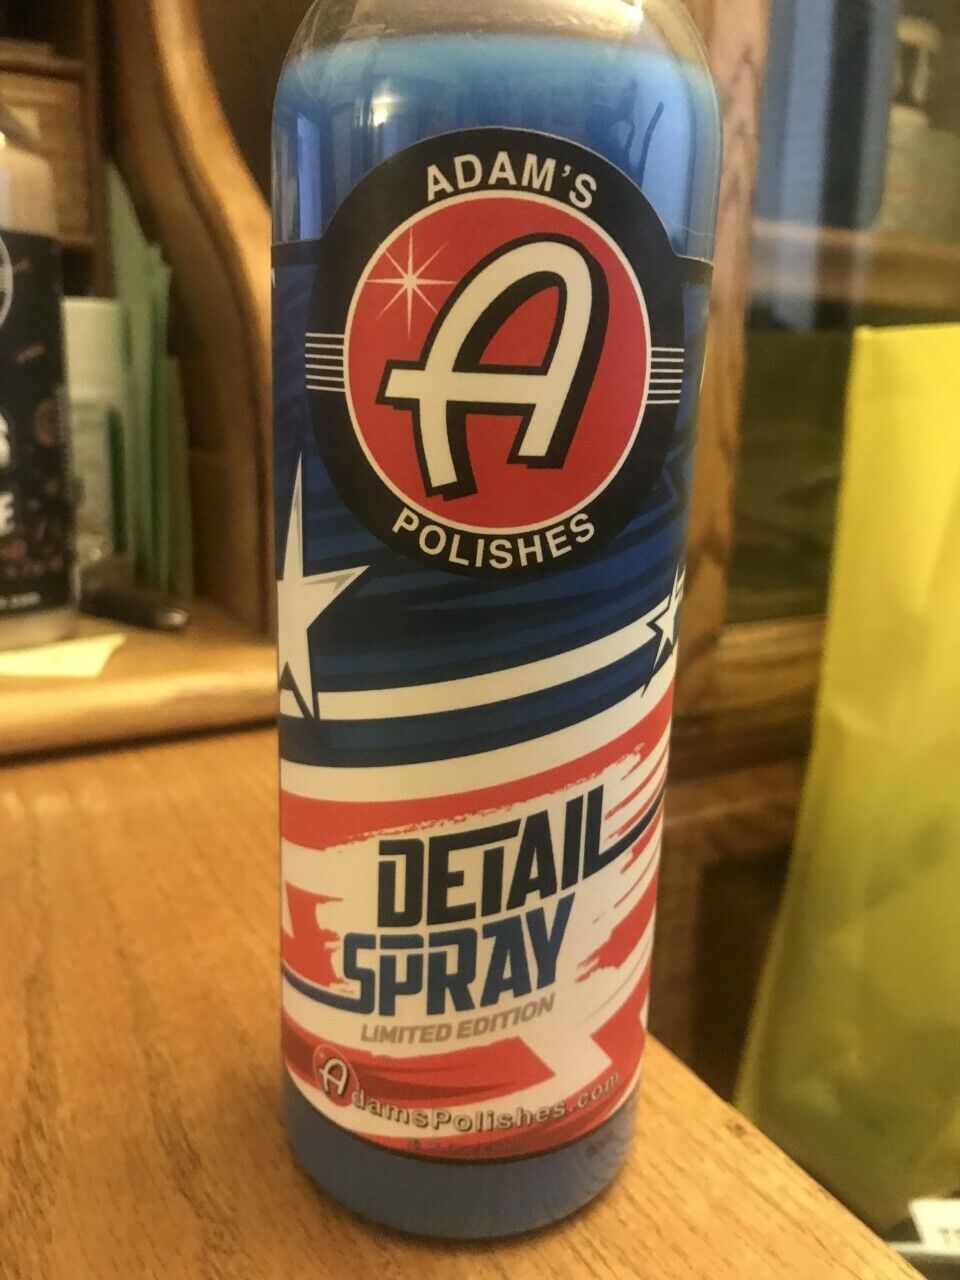 ADAM'S
A
POLISHES
DETAIL
SPRAY
LIMITED EDITION
AdamsPolishes.com